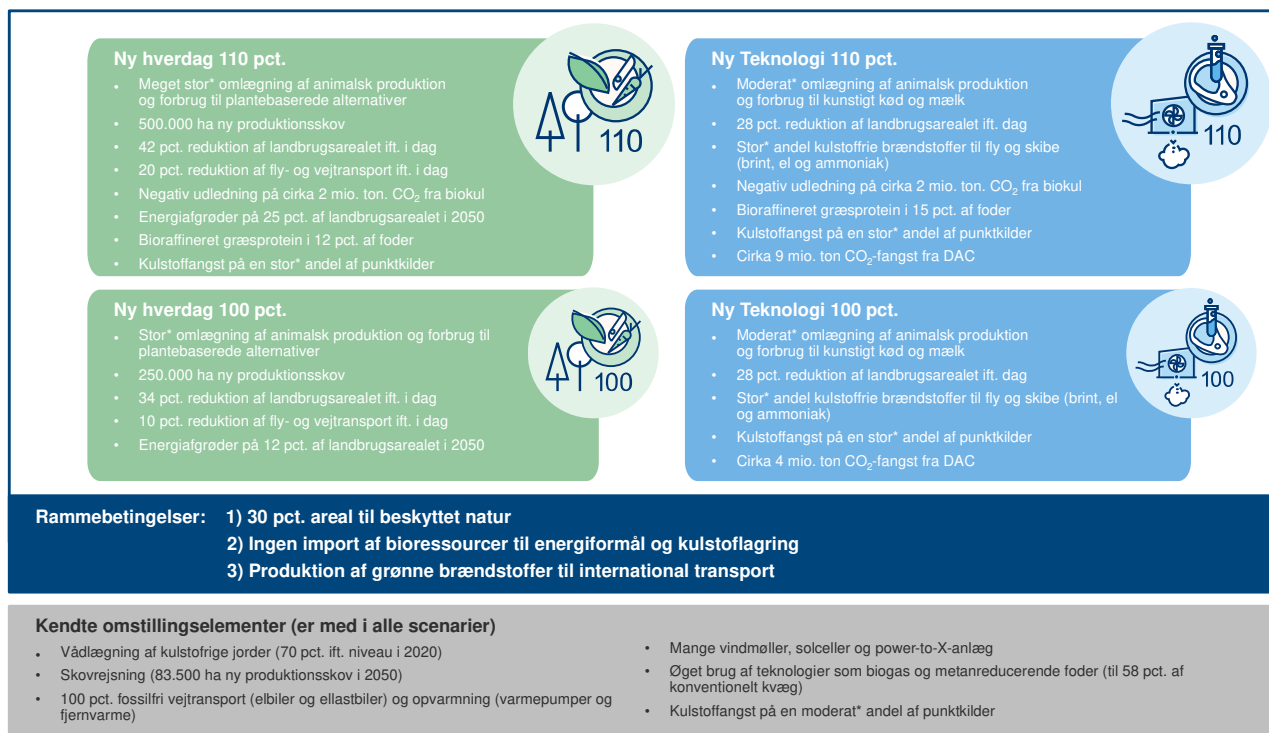 Ny hverdag 110 pct.
• Meget stor* omlægning af animalsk produktion
og forbrug til plantebaserede alternativer
• 500.000 ha ny produktionsskov
• 42 pct. reduktion af landbrugsarealet ift. i dag
• 20 pct. reduktion af fly- og vejtransport ift. i dag
• Negativ udledning på cirka 2 mio. ton. CO₂ fra biokul
• Energiafgrøder på 25 pct. af landbrugsarealet i 2050
• Bioraffineret græsprotein i 12 pct. af foder
• Kulstoffangst på en stor* andel af punktkilder
110
Ny Teknologi 110 pct.
• Moderat* omlægning af animalsk produktion
og forbrug til kunstigt kød og mælk
• 28 pct. reduktion af landbrugsarealet ift. dag
• Stor* andel kulstoffrie brændstoffer til fly og skibe
(brint, el og ammoniak)
• Negativ udledning på cirka 2 mio. ton. CO₂ fra biokul
• Bioraffineret græsprotein i 15 pct. af foder
• Kulstoffangst på en stor* andel af punktkilder
• Cirka 9 mio. ton CO₂-fangst fra DAC
110
Ny hverdag 100 pct.
• Stor* omlægning af animalsk produktion og forbrug til
plantebaserede alternativer
• 250.000 ha ny produktionsskov
• 34 pct. reduktion af landbrugsarealet ift. i dag
• 10 pct. reduktion af fly- og vejtransport ift. i dag
• Energiafgrøder på 12 pct. af landbrugsarealet i 2050
100
Ny Teknologi 100 pct.
• Moderat* omlægning af animalsk produktion
og forbrug til kunstigt kød og mælk
• 28 pct. reduktion af landbrugsarealet ift. dag
• Stor* andel kulstoffrie brændstoffer til fly og skibe (brint, el
og ammoniak)
• Kulstoffangst på en stor* andel af punktkilder
• Cirka 4 mio. ton CO₂-fangst fra DAC
100
Rammebetingelser: 1) 30 pct. areal til beskyttet natur
2) Ingen import af bioressourcer til energiformål og kulstoflagring
3) Produktion af grønne brændstoffer til international transport
Kendte omstillingselementer (er med i alle scenarier)
• Vådlægning af kulstofrige jorder (70 pct. ift. niveau i 2020)
• Skovrejsning (83.500 ha ny produktionsskov i 2050)
• 100 pct. fossilfri vejtransport (elbiler og ellastbiler) og opvarmning (varmepumper og
fjernvarme)
• Mange vindmøller, solceller og power-to-X-anlæg
• Øget brug af teknologier som biogas og metanreducerende foder (til 58 pct. af
konventionelt kvæg)
• Kulstoffangst på en moderat* andel af punktkilder